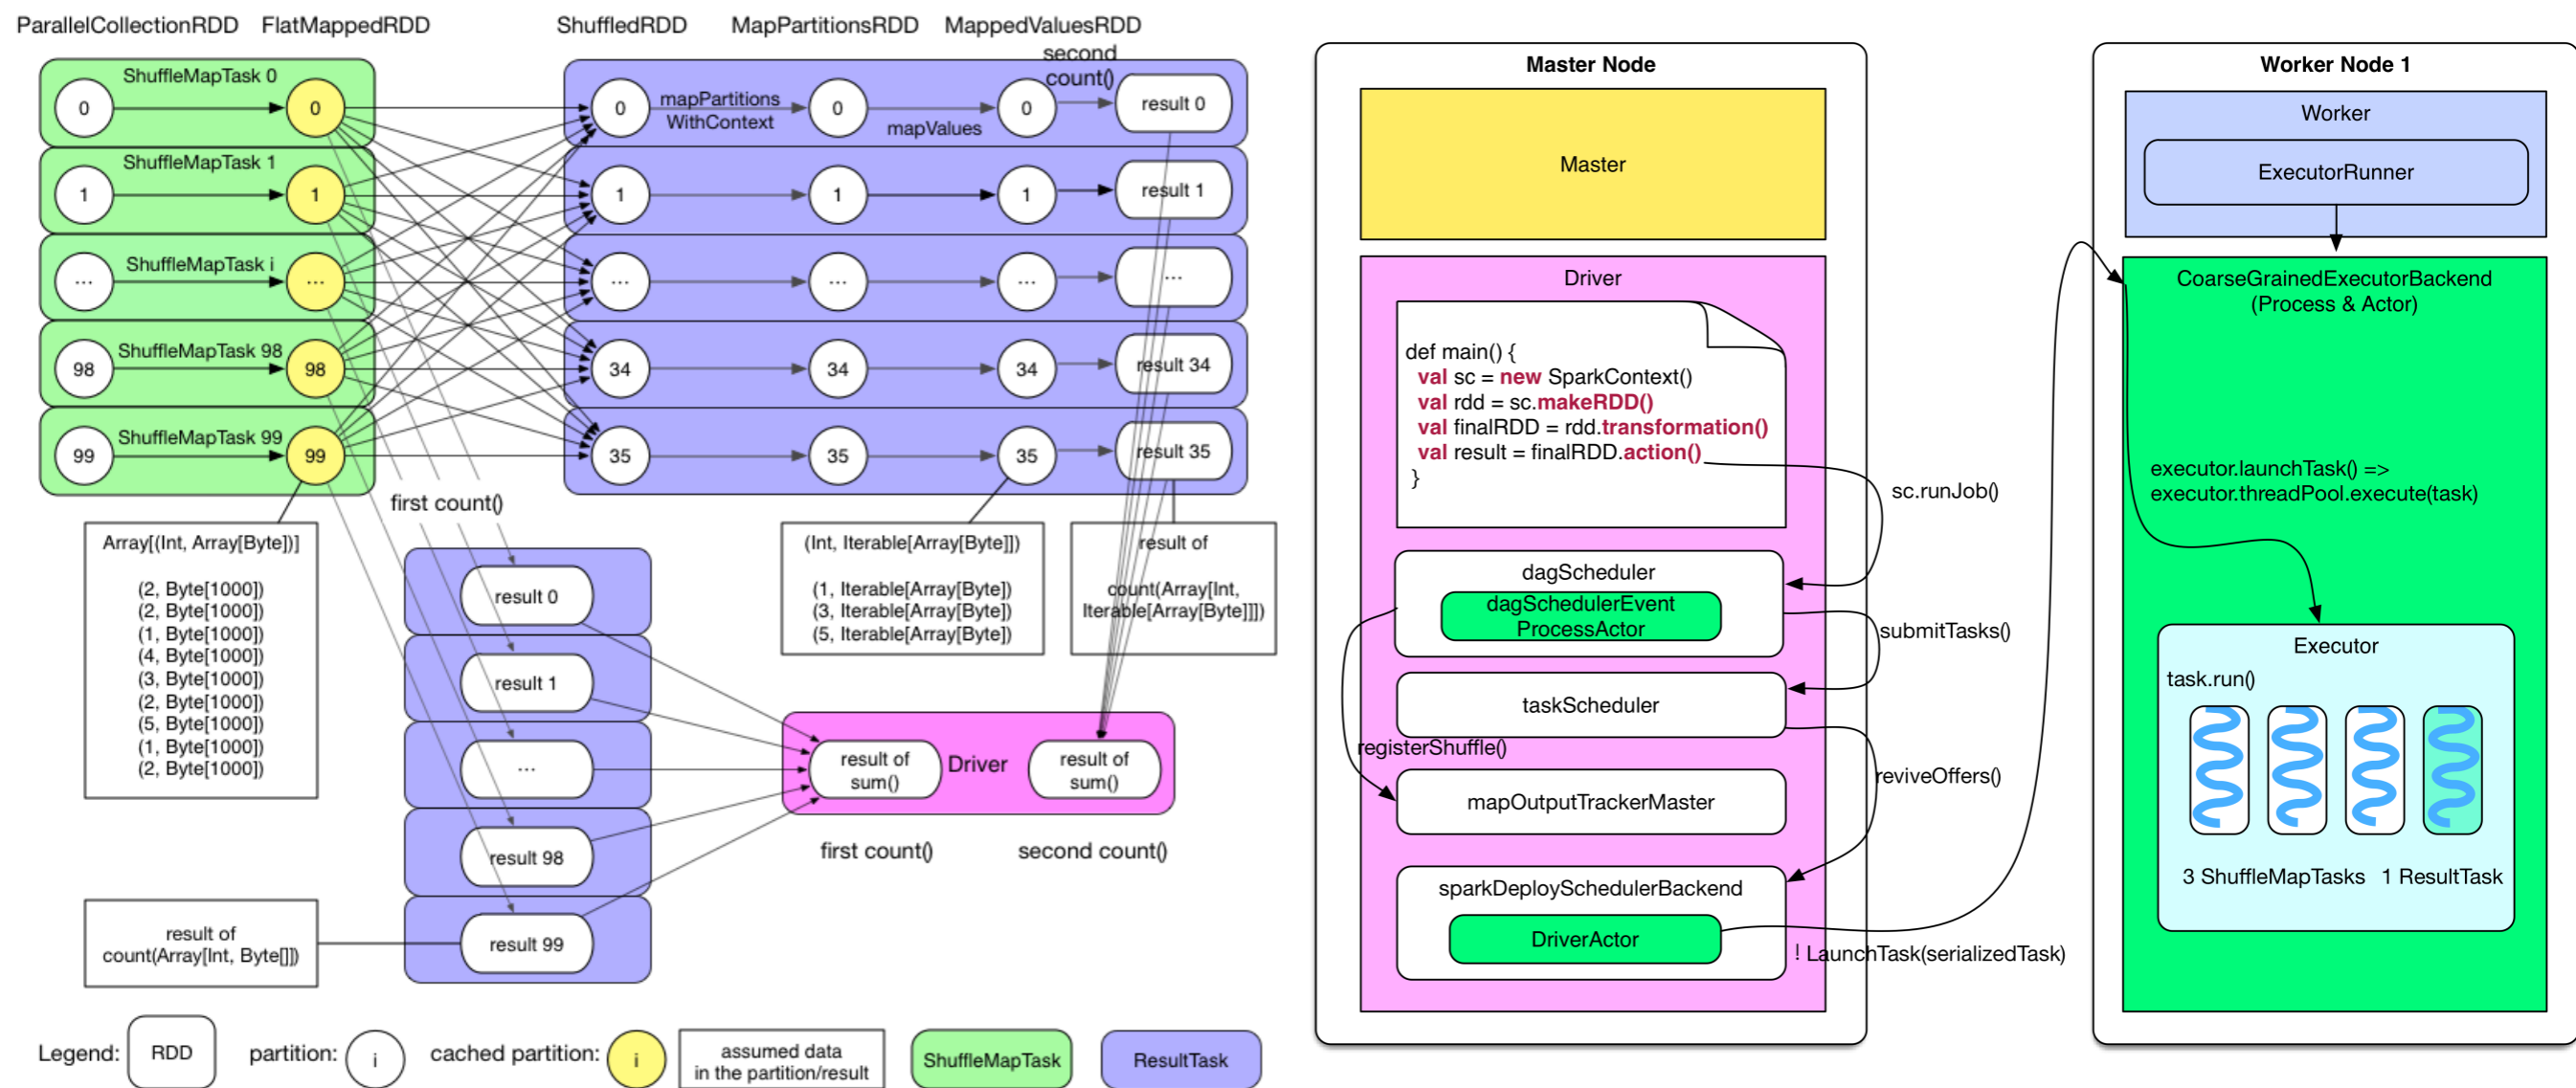 ParallelCollectionRDD FlatMappedRDD ShuffledRDD MapPartitionsRDD MappedValuesRDD
second
count()
ShuffleMapTask 0
0 0 0 mapPartitions
WithContext 0 mapValues 0 result 0
ShuffleMapTask 1
1 1 1 1 1 result 1
ShuffleMapTask i
... ... ... ... ... ...
ShuffleMapTask 98
98 98 34 34 34 result 34
ShuffleMapTask 99
99 99 35 35 35 result 35
first count()
Array[(Int, Array[Byte])]
(2, Byte[1000])
(2, Byte[1000])
(1, Byte[1000])
(4, Byte[1000])
(3, Byte[1000])
(2, Byte[1000])
(5, Byte[1000])
(1, Byte[1000])
(2, Byte[1000])
(Int, Iterable[Array[Byte]])
(1, Iterable[Array[Byte])
(3, Iterable[Array[Byte])
(5, Iterable[Array[Byte])
result of
count(Array[Int,
Iterable[Array[Byte]]])
result 0
result 1
...
result 98
result 99
result of
sum()
Driver
result of
sum()
first count()
second count()
result of
count(Array[Int, Byte[]])
Legend: RDD partition: i cached partition: i
assumed data
in the partition/result
ShuffleMapTask
ResultTask
Master Node
Master
Driver
def main() {
val sc = new SparkContext()
val rdd = sc.makeRDD()
val finalRDD = rdd.transformation()
val result = finalRDD.action()
}
sc.runJob()
dagScheduler
dagSchedulerEvent
ProcessActor
submitTasks()
taskScheduler
registerShuffle()
reviveOffers()
mapOutputTrackerMaster
sparkDeploySchedulerBackend
DriverActor
! LaunchTask(serializedTask)
Worker Node 1
Worker
ExecutorRunner
CoarseGrainedExecutorBackend
(Process & Actor)
executor.launchTask() =>
executor.threadPool.execute(task)
Executor
task.run()
3 ShuffleMapTasks 1 ResultTask